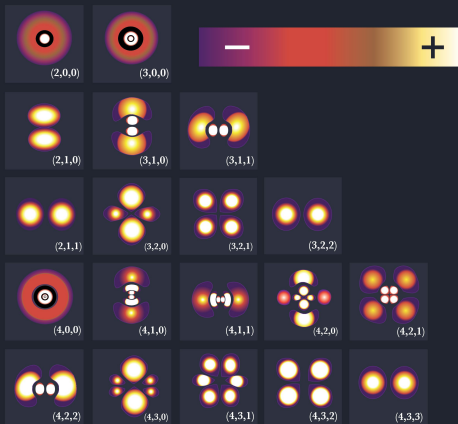 − +
(2,0,0) (3,0,0)
(2,1,0) (3,1,0) (3,1,1)
(2,1,1) (3,2,0) (3,2,1) (3,2,2)
(4,0,0) (4,1,0) (4,1,1) (4,2,0) (4,2,1)
(4,2,2) (4,3,0) (4,3,1) (4,3,2) (4,3,3)